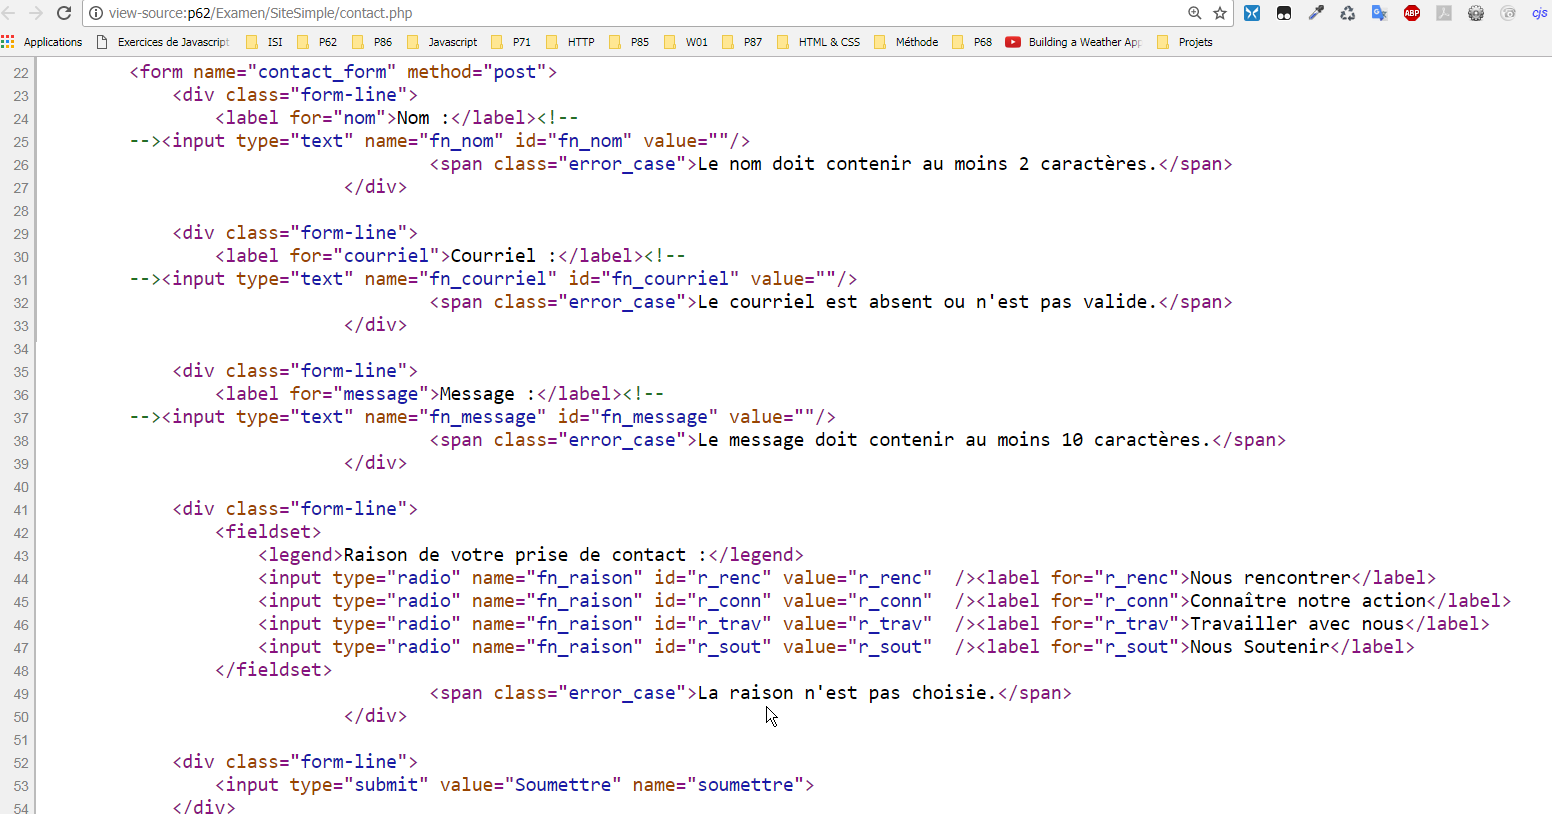 view-source:p62/Examen/SiteSimple/contact.php
ABP
cjs
Applications Exercices de Javascript ISI P62 P86 Javascript P71 HTTP P85 W01 P87 HTML & CSS Méthode P68 Building a Weather App Projets
22 <form name="contact_form" method="post">
23 <div class="form-line">
24 <label for="nom">Nom :</label><!--
25 --><input type="text" name="fn_nom" id="fn_nom" value=""/>
26 <span class="error_case">Le nom doit contenir au moins 2 caractères.</span>
27 </div>
28
29 <div class="form-line">
30 <label for="courriel">Courriel :</label><!--
31 --><input type="text" name="fn_courriel" id="fn_courriel" value=""/>
32 <span class="error_case">Le courriel est absent ou n'est pas valide.</span>
33 </div>
34
35 <div class="form-line">
36 <label for="message">Message :</label><!--
37 --><input type="text" name="fn_message" id="fn_message" value=""/>
38 <span class="error_case">Le message doit contenir au moins 10 caractères.</span>
39 </div>
40
41 <div class="form-line">
42 <fieldset>
43 <legend>Raison de votre prise de contact :</legend>
44 <input type="radio" name="fn_raison" id="r_renc" value="r_renc" /><label for="r_renc">Nous rencontrer</label>
45 <input type="radio" name="fn_raison" id="r_conn" value="r_conn" /><label for="r_conn">Connaître notre action</label>
46 <input type="radio" name="fn_raison" id="r_trav" value="r_trav" /><label for="r_trav">Travailler avec nous</label>
47 <input type="radio" name="fn_raison" id="r_sout" value="r_sout" /><label for="r_sout">Nous Soutenir</label>
48 </fieldset>
49 <span class="error_case">La raison n'est pas choisie.</span>
50 </div>
51
52 <div class="form-line">
53 <input type="submit" value="Soumettre" name="soumettre">
54 </div>